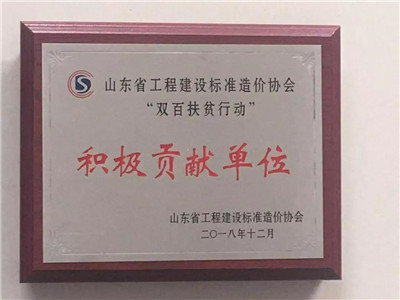 山东省工程建设标准造价协会
“双百扶贫行动”
积极贡献单位
山东省工程建设标准造价协会
二〇一八年十二月